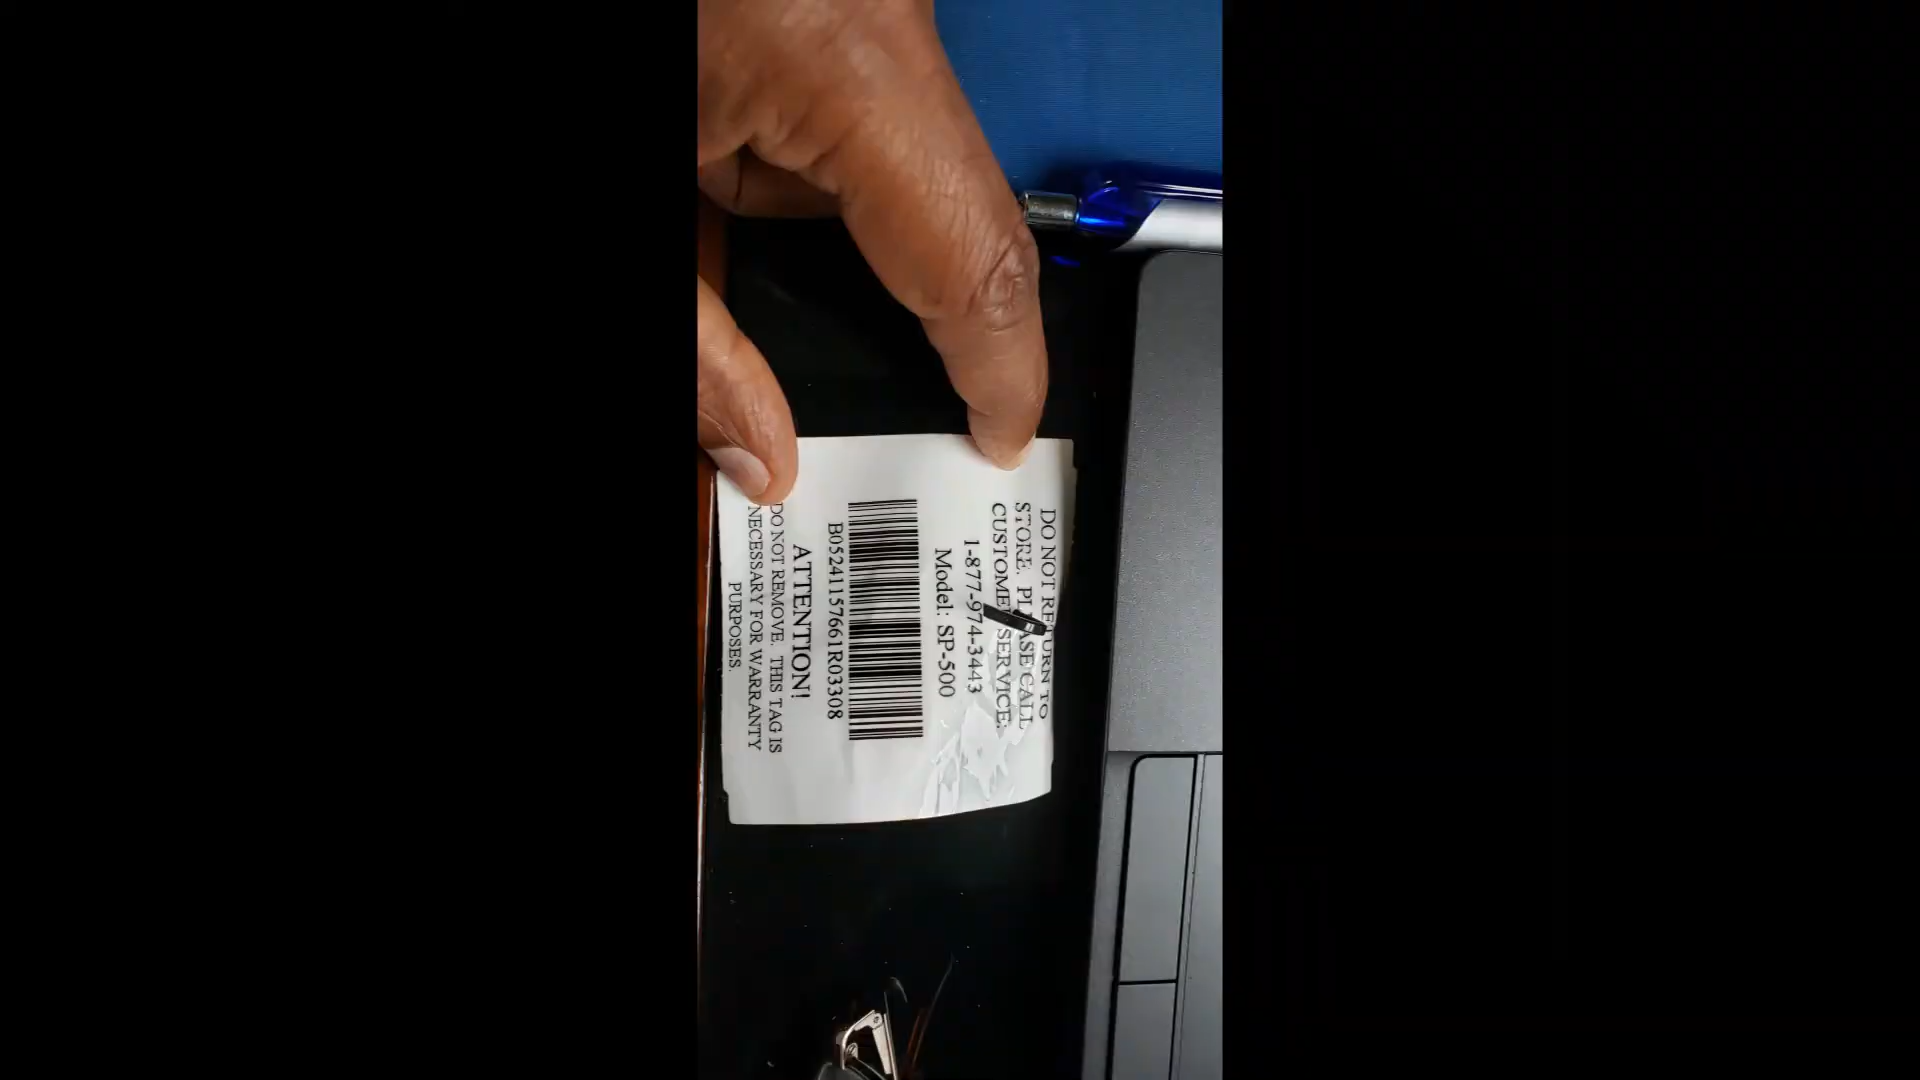 DO NOT RETURN TO
STORE. PLEASE CALL
CUSTOMER SERVICE:
1-877-974-3443
Model: SP-500
B05241157661R03308
ATTENTION!
DO NOT REMOVE. THIS TAG IS
NECESSARY FOR WARRANTY
PURPOSES.